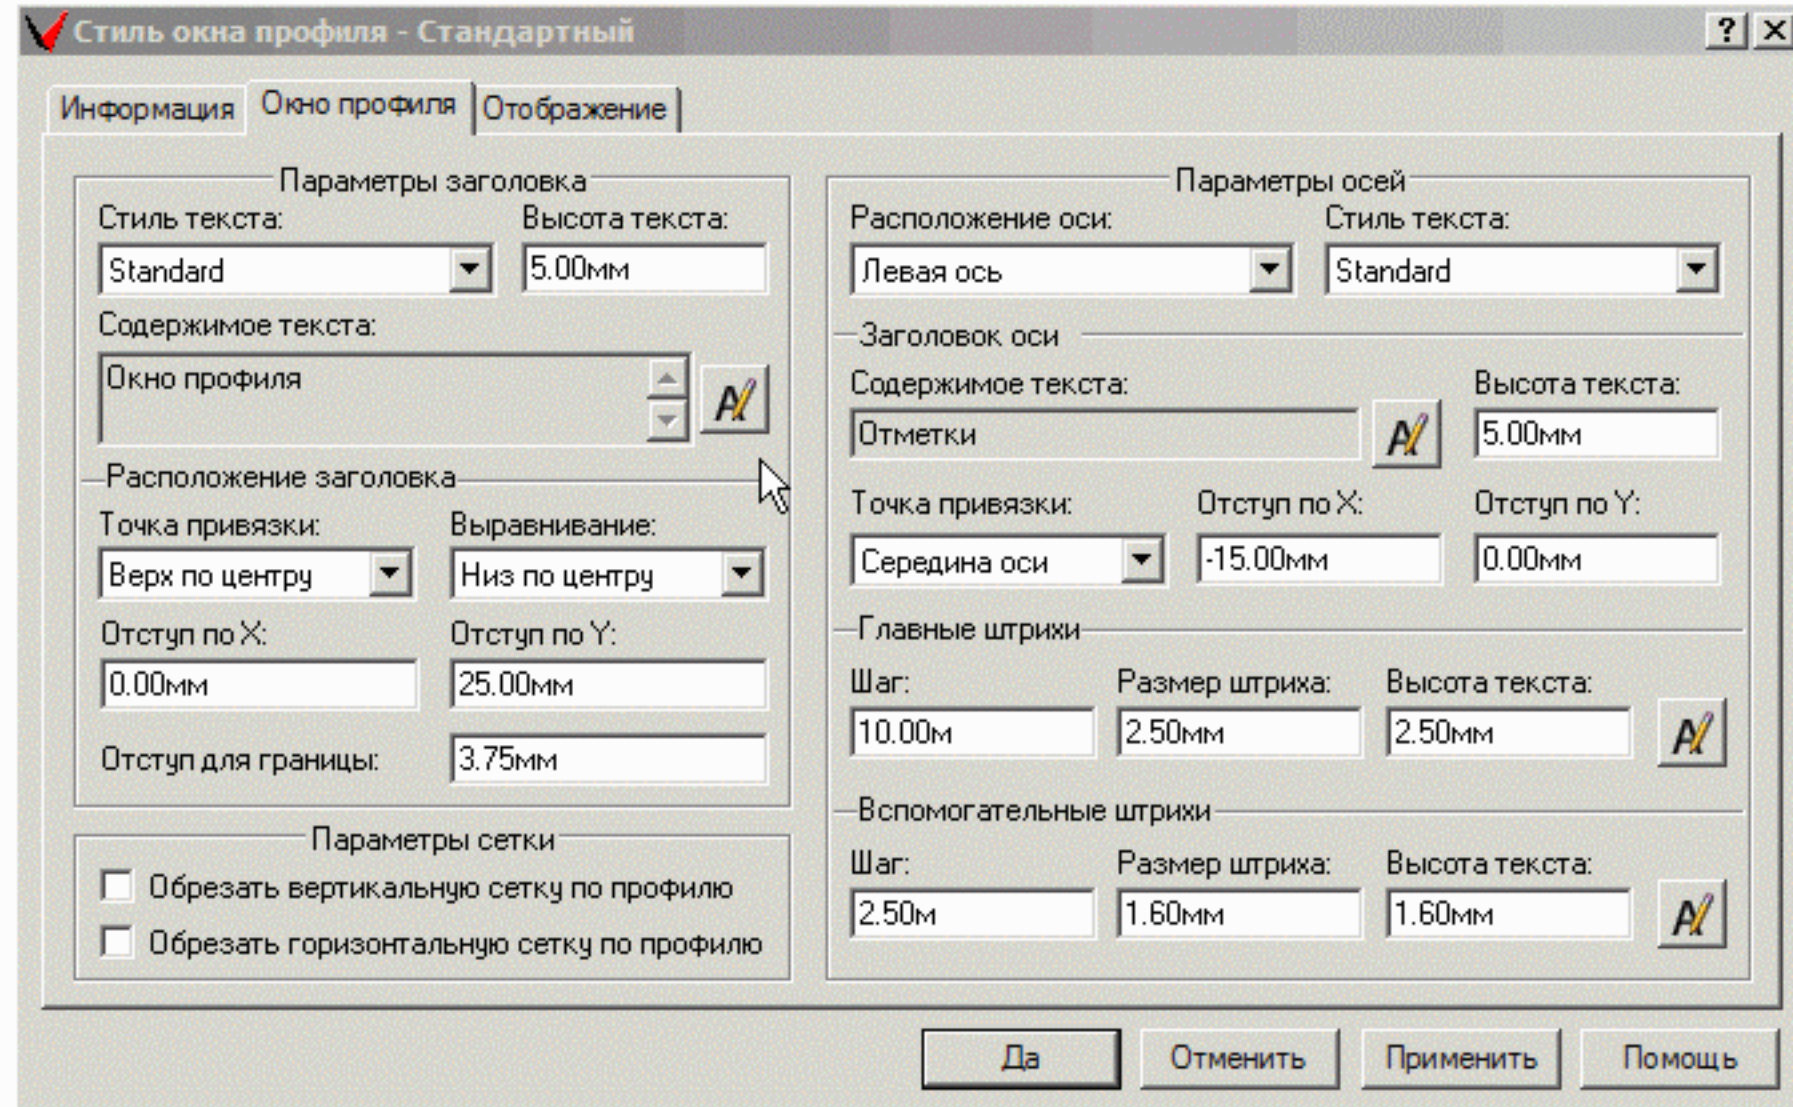 Стиль окна профиля - Стандартный
Информация
Окно профиля
Отображение
Параметры заголовка
Стиль текста:
Высота текста:
Standard
5.00мм
Содержимое текста:
Окно профиля
Расположение заголовка
Точка привязки:
Выравнивание:
Верх по центру
Низ по центру
Отступ по X:
Отступ по Y:
0.00мм
25.00мм
Отступ для границы:
3.75мм
Параметры сетки
Обрезать вертикальную сетку по профилю
Обрезать горизонтальную сетку по профилю
Параметры осей
Расположение оси:
Стиль текста:
Левая ось
Standard
Заголовок оси
Содержимое текста:
Высота текста:
Отметки
5.00мм
Точка привязки:
Отступ по X:
Отступ по Y:
Середина оси
-15.00мм
0.00мм
Главные штрихи
Шаг:
Размер штриха:
Высота текста:
10.00м
2.50мм
2.50мм
Вспомогательные штрихи
Шаг:
Размер штриха:
Высота текста:
2.50м
1.60мм
1.60мм
Да
Отменить
Применить
Помощь